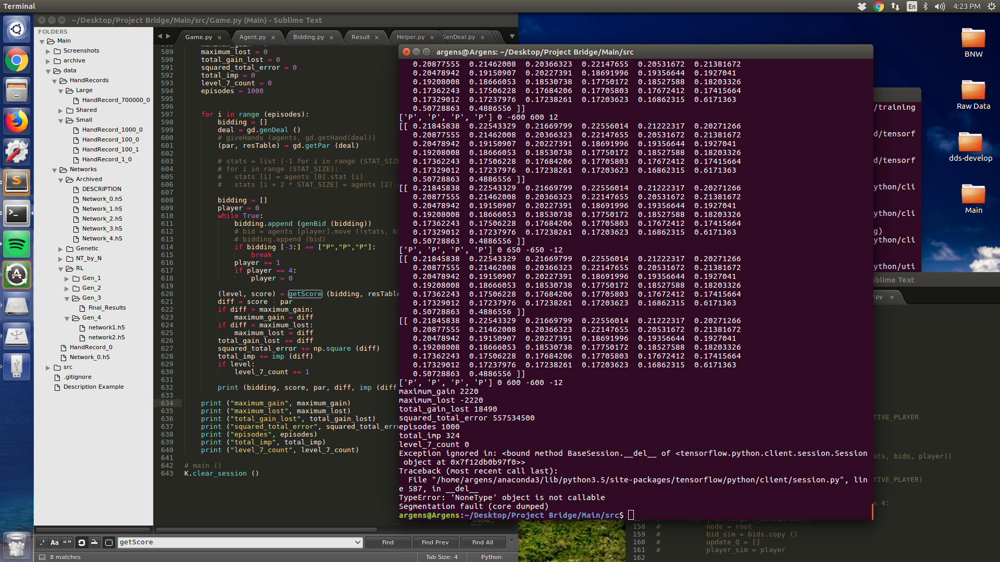 Terminal
En
4:23 PM
~/Desktop/Project Bridge/Main/src/Game.py (Main) - Sublime Text
FOLDERS
Main
Screenshots
archive
data
HandRecords
Large
HandRecord_700000_0
Shared
Small
HandRecord_1000_0
HandRecord_100_0
HandRecord_100_1
HandRecord_1_0
Networks
Archived
DESCRIPTION
Network_0.h5
Network_1.h5
Network_2.h5
Network_3.h5
Network_4.h5
Genetic
NT_by_N
RL
Gen_1
Gen_2
Gen_3
Final_Results
Gen_4
network1.h5
network2.h5
HandRecord_0
Network_0.h5
src
.gitignore
Description Example
Game.py × Agent.py × Bidding.py × Result × Helper.py × GenDeal.py ×
589 maximum_lost = 0
590 total_gain_lost = 0
591 squared_total_error = 0
592 total_imp = 0
593 level_7_count = 0
594 episodes = 1000
595
596
597 for i in range (episodes):
598 bidding = []
599 deal = gd.genDeal ()
600 # giveHands (agents, gd.getHand(deal))
601 (par, resTable) = gd.getPar (deal)
602
603 # stats = list (-1 for i in range (STAT_SIZE
604 # for i in range (STAT_SIZE):
605 # stats [i] = agents [0].stat [i]
606 # stats [i + 2 * STAT_SIZE] = agents [2].s
607
608 bidding = []
609 player = 0
610 while True:
611 bidding.append (genBid (bidding))
612 # bid = agents [player].move ((stats, bi
613 # bidding.append (bid)
614 if bidding [-3:] == ["P","P","P"]:
615 break
616 player += 1
617 if player == 4:
618 player = 0
619
620 (level, score) = getScore (bidding, resTable
621 diff = score - par
622 if diff > maximum_gain:
623 maximum_gain = diff
624 if diff < maximum_lost:
625 maximum_lost = diff
626 total_gain_lost += diff
627 squared_total_error += np.square (diff)
628 total_imp += imp (diff)
629 if level:
630 level_7_count += 1
631
632 print (bidding, score, par, diff, imp (diff
633
634 print ("maximum_gain", maximum_gain)
635 print ("maximum_lost", maximum_lost)
636 print ("total_gain_lost", total_gain_lost)
637 print ("squared_total_error", squared_total_erro
638 print ("episodes", episodes)
639 print ("total_imp", total_imp)
640 print ("level_7_count", level_7_count)
641
642 # main ()
643 K.clear_session ()
getScore
Find
Find Prev
Find All
8 matches
Tab Size: 4
Python
argens@Argens: ~/Desktop/Project Bridge/Main/src
0.20877555 0.21462008 0.20366323 0.22147655 0.20531672 0.21381672
0.20478942 0.19150907 0.20227391 0.18691996 0.19356644 0.1927041
0.19208008 0.18666053 0.18530738 0.17750172 0.18527588 0.18203326
0.17362243 0.17506228 0.17684206 0.17705803 0.17672412 0.17415664
0.17329012 0.17237976 0.17238261 0.17203623 0.16862315 0.6171363
0.50728863 0.4886556 ]]
['P', 'P', 'P', 'P'] 0 -600 600 12
[[ 0.21845838 0.22543329 0.21669799 0.22556014 0.21222317 0.20271266
0.20877555 0.21462008 0.20366323 0.22147655 0.20531672 0.21381672
0.20478942 0.19150907 0.20227391 0.18691996 0.19356644 0.1927041
0.19208008 0.18666053 0.18530738 0.17750172 0.18527588 0.18203326
0.17362243 0.17506228 0.17684206 0.17705803 0.17672412 0.17415664
0.17329012 0.17237976 0.17238261 0.17203623 0.16862315 0.6171363
0.50728863 0.4886556 ]]
[[ 0.21845838 0.22543329 0.21669799 0.22556014 0.21222317 0.20271266
0.20877555 0.21462008 0.20366323 0.22147655 0.20531672 0.21381672
0.20478942 0.19150907 0.20227391 0.18691996 0.19356644 0.1927041
0.19208008 0.18666053 0.18530738 0.17750172 0.18527588 0.18203326
0.17362243 0.17506228 0.17684206 0.17705803 0.17672412 0.17415664
0.17329012 0.17237976 0.17238261 0.17203623 0.16862315 0.6171363
0.50728863 0.4886556 ]]
['P', 'P', 'P', 'P'] 0 650 -650 -12
[[ 0.21845838 0.22543329 0.21669799 0.22556014 0.21222317 0.20271266
0.20877555 0.21462008 0.20366323 0.22147655 0.20531672 0.21381672
0.20478942 0.19150907 0.20227391 0.18691996 0.19356644 0.1927041
0.19208008 0.18666053 0.18530738 0.17750172 0.18527588 0.18203326
0.17362243 0.17506228 0.17684206 0.17705803 0.17672412 0.17415664
0.17329012 0.17237976 0.17238261 0.17203623 0.16862315 0.6171363
0.50728863 0.4886556 ]]
[[ 0.21845838 0.22543329 0.21669799 0.22556014 0.21222317 0.20271266
0.20877555 0.21462008 0.20366323 0.22147655 0.20531672 0.21381672
0.20478942 0.19150907 0.20227391 0.18691996 0.19356644 0.1927041
0.19208008 0.18666053 0.18530738 0.17750172 0.18527588 0.18203326
0.17362243 0.17506228 0.17684206 0.17705803 0.17672412 0.17415664
0.17329012 0.17237976 0.17238261 0.17203623 0.16862315 0.6171363
0.50728863 0.4886556 ]]
['P', 'P', 'P', 'P'] 0 600 -600 -12
maximum_gain 2220
maximum_lost -2220
total_gain_lost 18490
squared_total_error 557534500
episodes 1000
total_imp 324
level_7_count 0
Exception ignored in: <bound method BaseSession.__del__ of <tensorflow.python.client.session.Session
object at 0x7f12db0b97f0>>
Traceback (most recent call last):
File "/home/argens/anaconda3/lib/python3.5/site-packages/tensorflow/python/client/session.py", lin
e 587, in __del__
TypeError: 'NoneType' object is not callable
Segmentation fault (core dumped)
argens@Argens:~/Desktop/Project Bridge/Main/src$
/training
d/tensorf
d/tensorf
ython/cli
ython/cli
g)
ython/cli
ython/uti
BNW
Raw Data
dds-develop
Main
blime Text
.py ×
TIVE_PLAYER
ats, bids, player))
TIVE_PLAYER)
< 4:
158 # node = root
159 # bid_sim = bids.copy ()
160 # update_Q = []
161 # player_sim = player
162